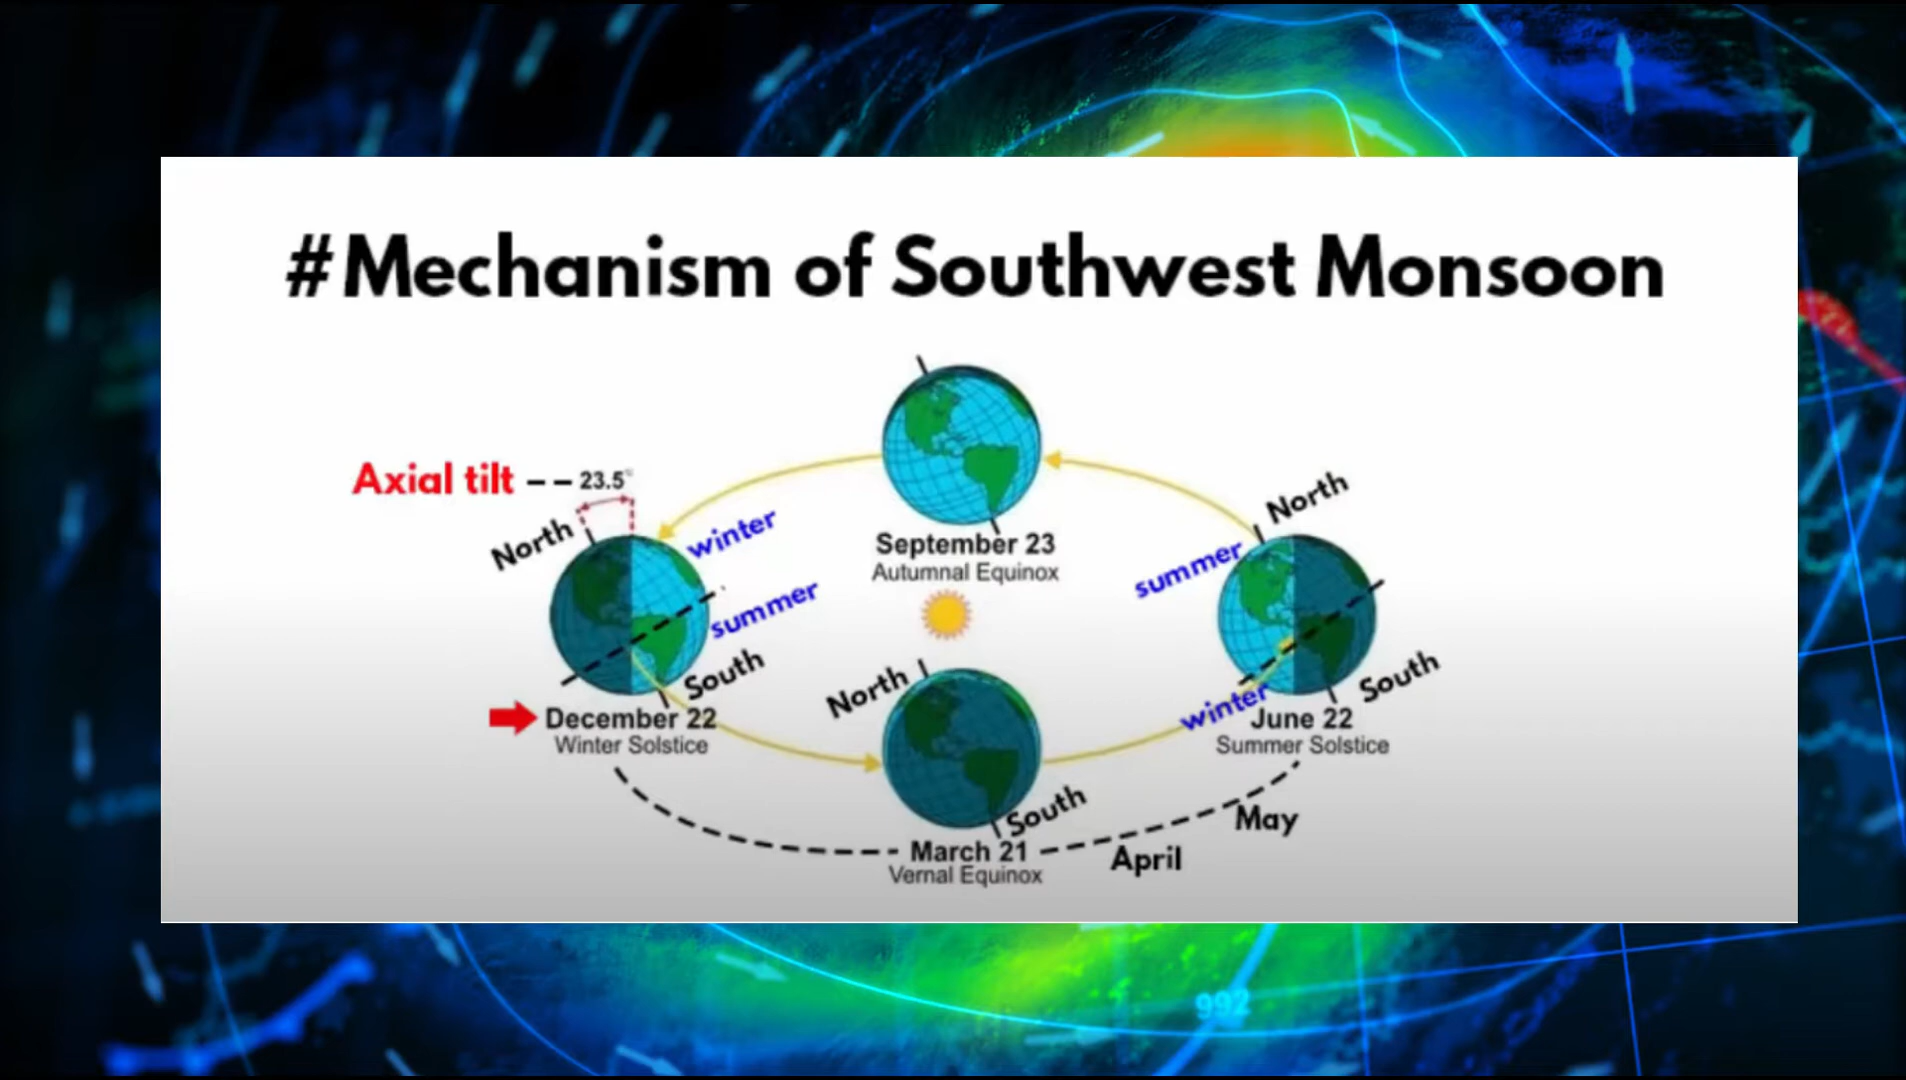 #Mechanism of Southwest Monsoon
Axial tilt -- 23.5°
North
winter
summer
South
December 22
Winter Solstice
September 23
Autumnal Equinox
North
South
March 21
Vernal Equinox
April
May
North
summer
winter
South
June 22
Summer Solstice
992